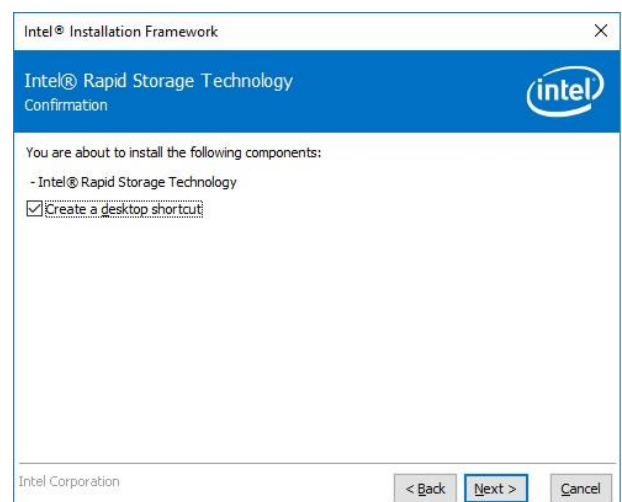 Intel® Installation Framework
Intel® Rapid Storage Technology
Confirmation
intel
You are about to install the following components:
- Intel® Rapid Storage Technology
Create a desktop shortcut
Intel Corporation
< Back Next > Cancel